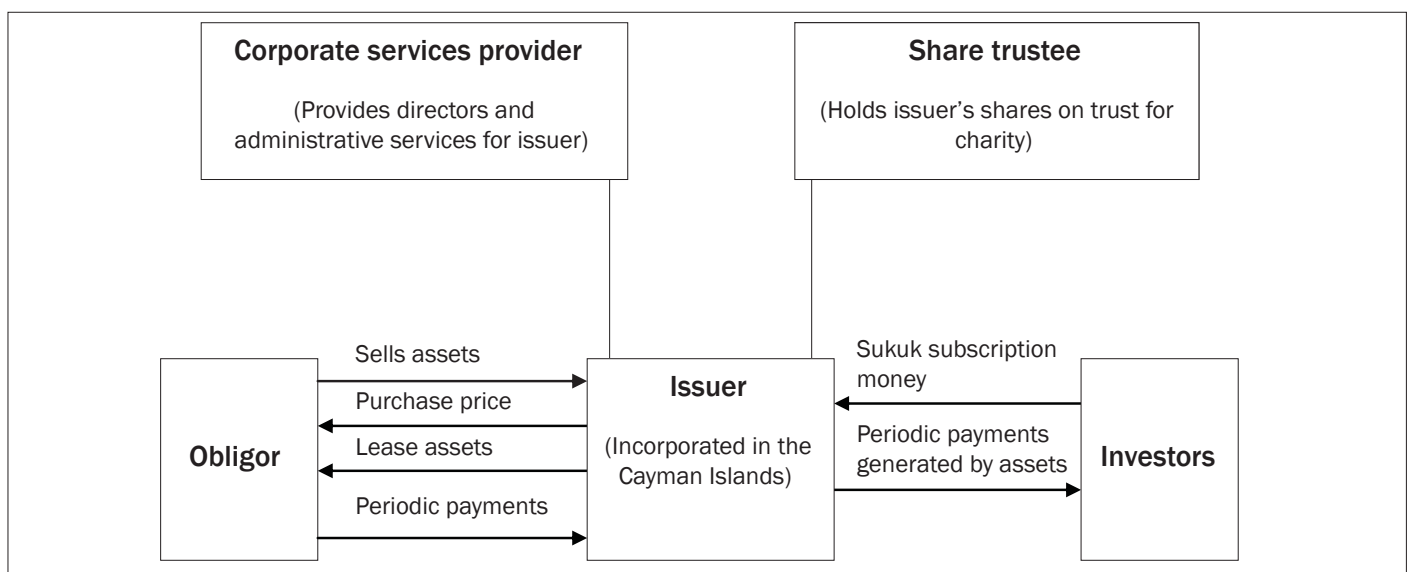 Corporate services provider
(Provides directors and
administrative services for issuer)
Share trustee
(Holds issuer’s shares on trust for
charity)
Obligor
Sells assets
Purchase price
Lease assets
Periodic payments
Issuer
(Incorporated in the
Cayman Islands)
Sukuk subscription
money
Periodic payments
generated by assets
Investors